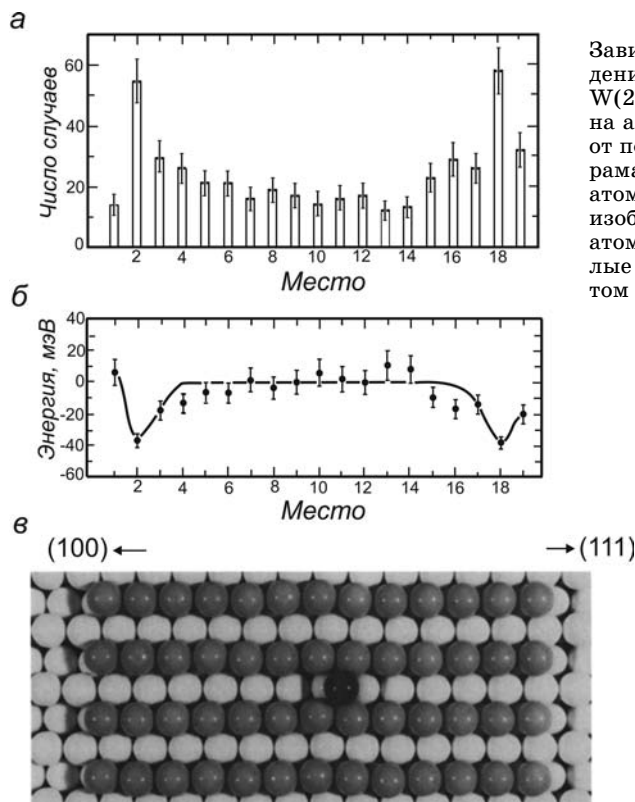 а
Число случаев
60
40
20
0
2 4 6 8 10 12 14 16 18
Место
б
Энергия, мэВ
40
20
0
-20
-40
-60
2 4 6 8 10 12 14 16 18
Место
в
(100) ← → (111)
Зави
дени
W(2
на а
от по
рама
атом
изоб
атом
лые
том